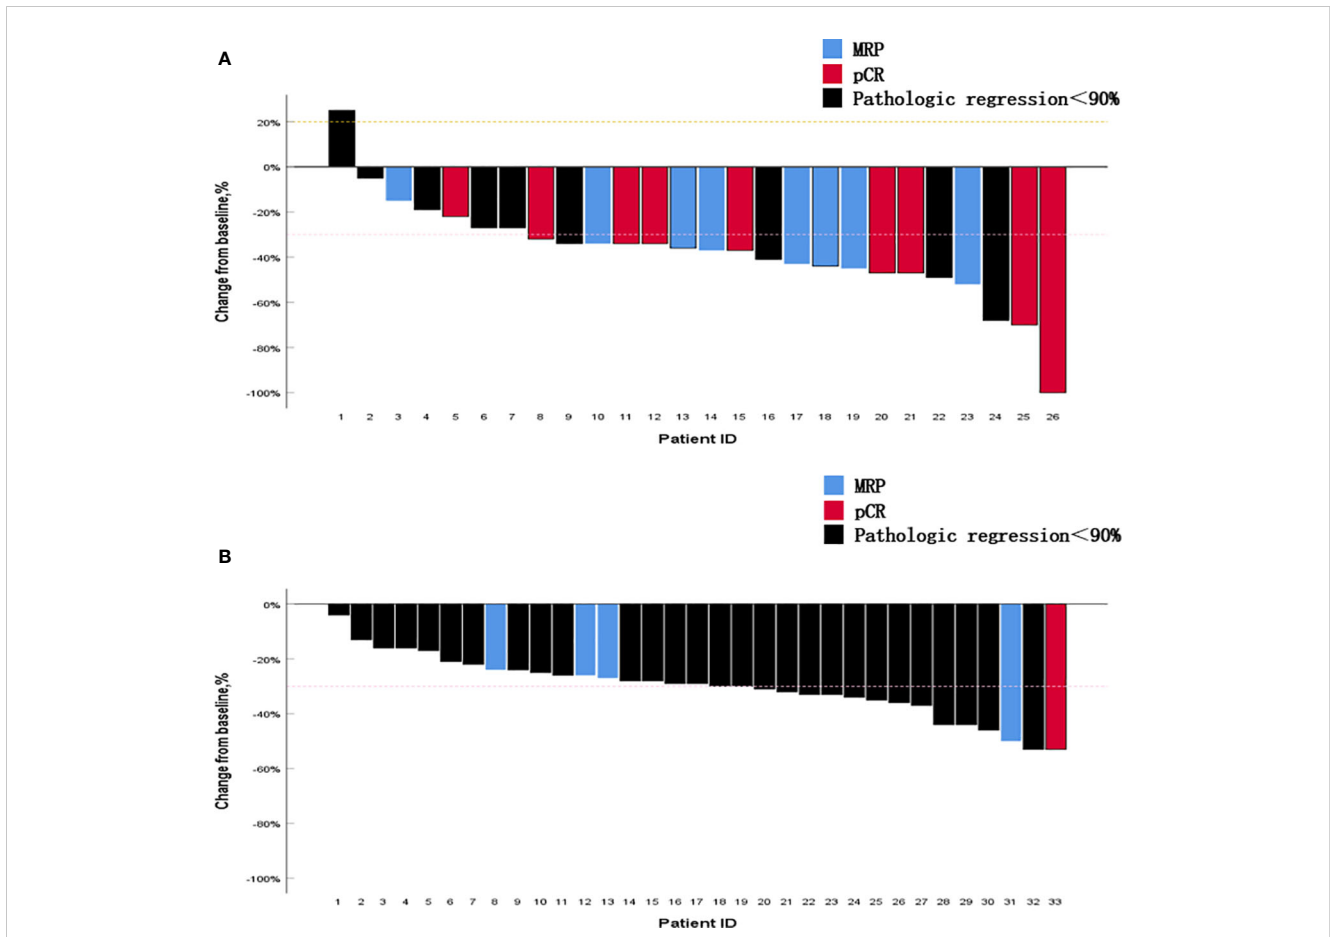 A
MRP
pCR
Pathologic regression＜90%
20%
0%
-20%
-40%
-60%
-80%
-100%
Change from baseline,%
1 2 3 4 5 6 7 8 9 10 11 12 13 14 15 16 17 18 19 20 21 22 23 24 25 26
Patient ID
MRP
pCR
Pathologic regression＜90%
B
0%
-20%
-40%
-60%
-80%
-100%
Change from baseline,%
1 2 3 4 5 6 7 8 9 10 11 12 13 14 15 16 17 18 19 20 21 22 23 24 25 26 27 28 29 30 31 32 33
Patient ID